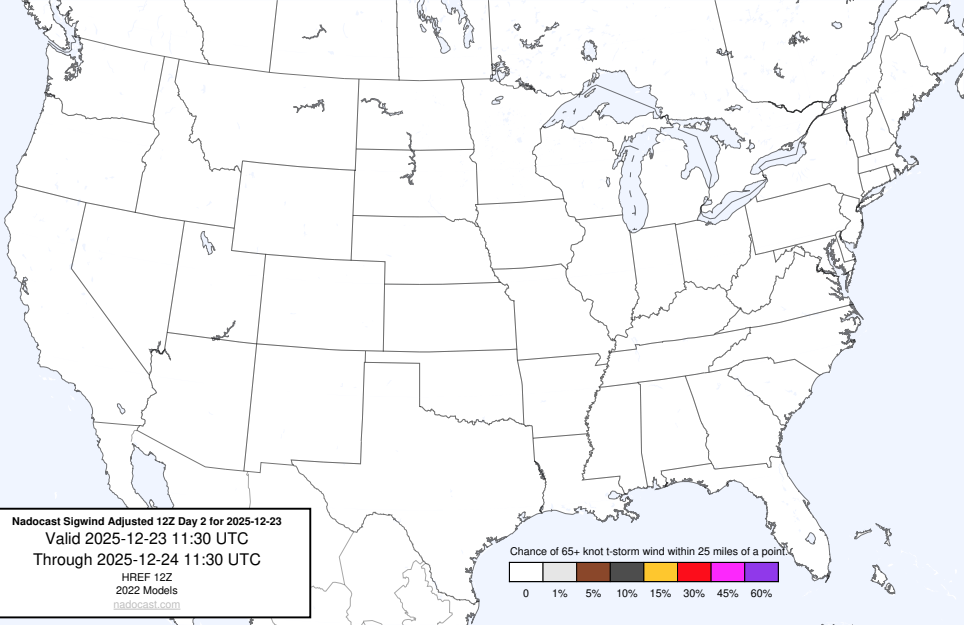 Nadocast Sigwind Adjusted 12Z Day 2 for 2025-12-23
Valid 2025-12-23 11:30 UTC
Through 2025-12-24 11:30 UTC
HREF 12Z
2022 Models
nadocast.com
Chance of 65+ knot t-storm wind within 25 miles of a point.
0 1% 5% 10% 15% 30% 45% 60%